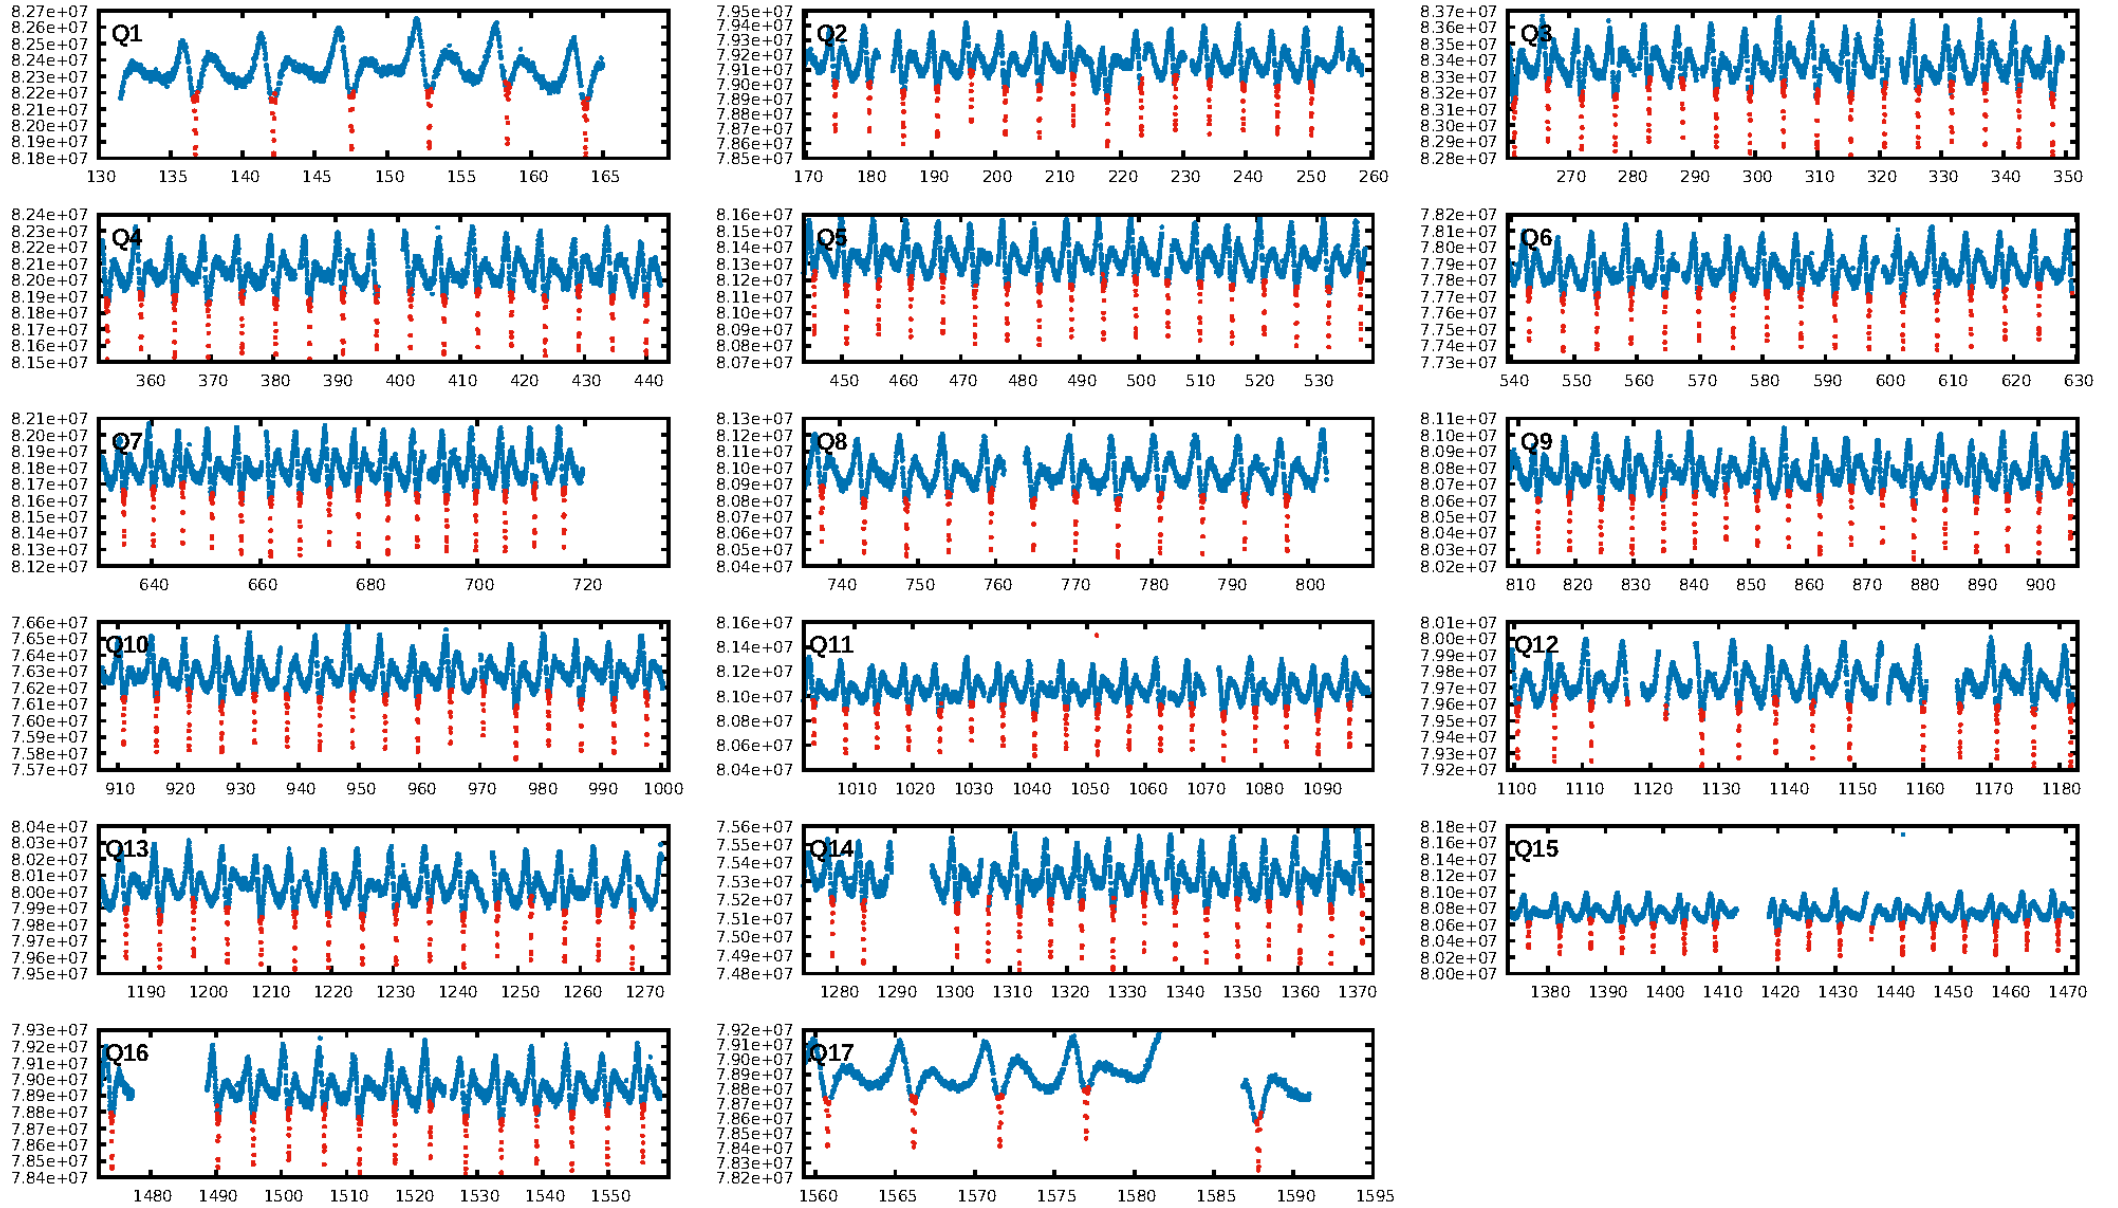 8.27e+07
8.26e+07
8.25e+07
8.24e+07
8.23e+07
8.22e+07
8.21e+07
8.20e+07
8.19e+07
8.18e+07
Q1
130 135 140 145 150 155 160 165
7.95e+07
7.94e+07
7.93e+07
7.92e+07
7.91e+07
7.90e+07
7.89e+07
7.88e+07
7.87e+07
7.86e+07
7.85e+07
Q2
170 180 190 200 210 220 230 240 250 260
8.37e+07
8.36e+07
8.35e+07
8.34e+07
8.33e+07
8.32e+07
8.31e+07
8.30e+07
8.29e+07
8.28e+07
Q3
270 280 290 300 310 320 330 340 350
8.24e+07
8.23e+07
8.22e+07
8.21e+07
8.20e+07
8.19e+07
8.18e+07
8.17e+07
8.16e+07
8.15e+07
Q4
360 370 380 390 400 410 420 430 440
8.16e+07
8.15e+07
8.14e+07
8.13e+07
8.12e+07
8.11e+07
8.10e+07
8.09e+07
8.08e+07
8.07e+07
Q5
450 460 470 480 490 500 510 520 530
7.82e+07
7.81e+07
7.80e+07
7.79e+07
7.78e+07
7.77e+07
7.76e+07
7.75e+07
7.74e+07
7.73e+07
Q6
540 550 560 570 580 590 600 610 620 630
8.21e+07
8.20e+07
8.19e+07
8.18e+07
8.17e+07
8.16e+07
8.15e+07
8.14e+07
8.13e+07
8.12e+07
Q7
640 660 680 700 720
8.13e+07
8.12e+07
8.11e+07
8.10e+07
8.09e+07
8.08e+07
8.07e+07
8.06e+07
8.05e+07
8.04e+07
Q8
740 750 760 770 780 790 800
8.11e+07
8.10e+07
8.09e+07
8.08e+07
8.07e+07
8.06e+07
8.05e+07
8.04e+07
8.03e+07
8.02e+07
Q9
810 820 830 840 850 860 870 880 890 900
7.66e+07
7.65e+07
7.64e+07
7.63e+07
7.62e+07
7.61e+07
7.60e+07
7.59e+07
7.58e+07
7.57e+07
Q10
910 920 930 940 950 960 970 980 990 1000
8.16e+07
8.14e+07
8.12e+07
8.10e+07
8.08e+07
8.06e+07
8.04e+07
Q11
1010 1020 1030 1040 1050 1060 1070 1080 1090
8.01e+07
8.00e+07
7.99e+07
7.98e+07
7.97e+07
7.96e+07
7.95e+07
7.94e+07
7.93e+07
7.92e+07
Q12
1100 1110 1120 1130 1140 1150 1160 1170 1180
8.04e+07
8.03e+07
8.02e+07
8.01e+07
8.00e+07
7.99e+07
7.98e+07
7.97e+07
7.96e+07
7.95e+07
Q13
1190 1200 1210 1220 1230 1240 1250 1260 1270
7.56e+07
7.55e+07
7.54e+07
7.53e+07
7.52e+07
7.51e+07
7.50e+07
7.49e+07
7.48e+07
Q14
1280 1290 1300 1310 1320 1330 1340 1350 1360 1370
8.18e+07
8.16e+07
8.14e+07
8.12e+07
8.10e+07
8.08e+07
8.06e+07
8.04e+07
8.02e+07
8.00e+07
Q15
1380 1390 1400 1410 1420 1430 1440 1450 1460 1470
7.93e+07
7.92e+07
7.91e+07
7.90e+07
7.89e+07
7.88e+07
7.87e+07
7.86e+07
7.85e+07
7.84e+07
Q16
1480 1490 1500 1510 1520 1530 1540 1550
7.92e+07
7.91e+07
7.90e+07
7.89e+07
7.88e+07
7.87e+07
7.86e+07
7.85e+07
7.84e+07
7.83e+07
7.82e+07
Q17
1560 1565 1570 1575 1580 1585 1590 1595